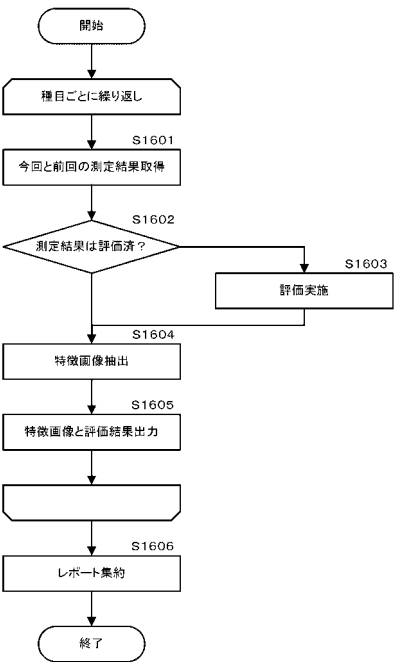 開始
種目ごとに繰り返し
S1601
今回と前回の測定結果取得
S1602
測定結果は評価済？
S1603
評価実施
S1604
特徴画像抽出
S1605
特徴画像と評価結果出力
S1606
レポート集約
終了